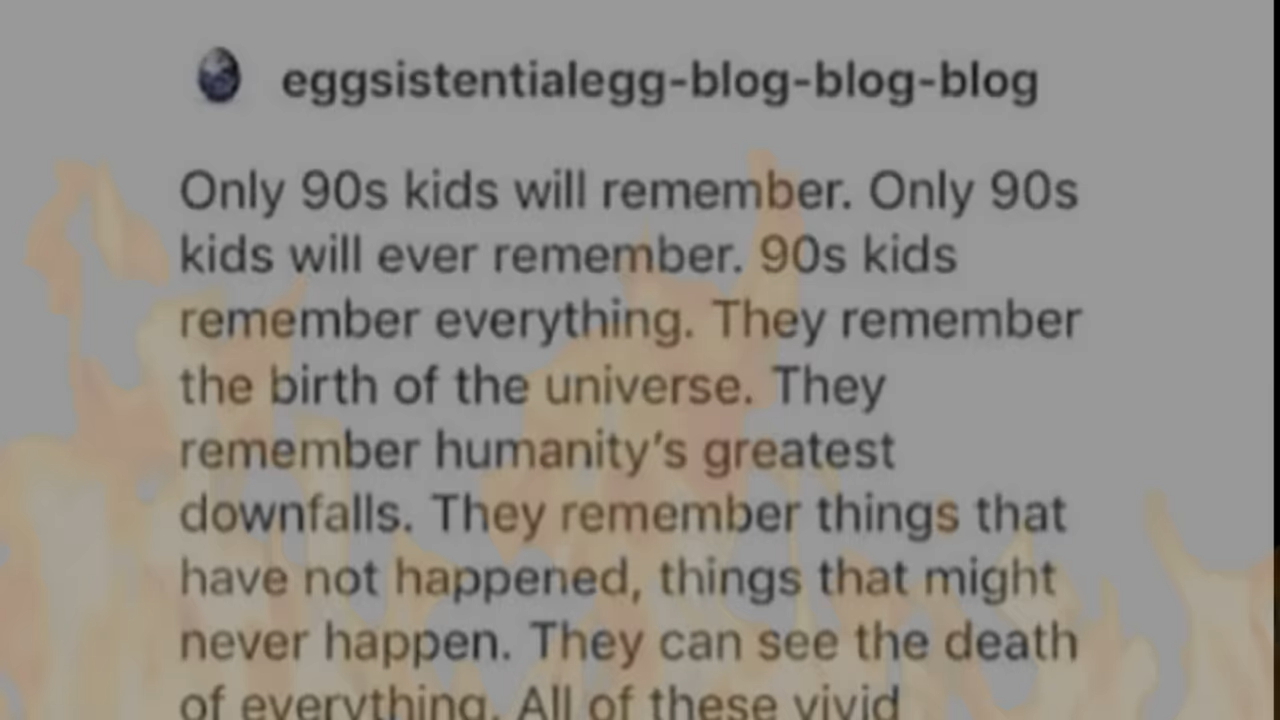 eggsistentialegg-blog-blog-blog
Only 90s kids will remember. Only 90s
kids will ever remember. 90s kids
remember everything. They remember
the birth of the universe. They
remember humanity’s greatest
downfalls. They remember things that
have not happened, things that might
never happen. They can see the death
of everything. All of these vivid